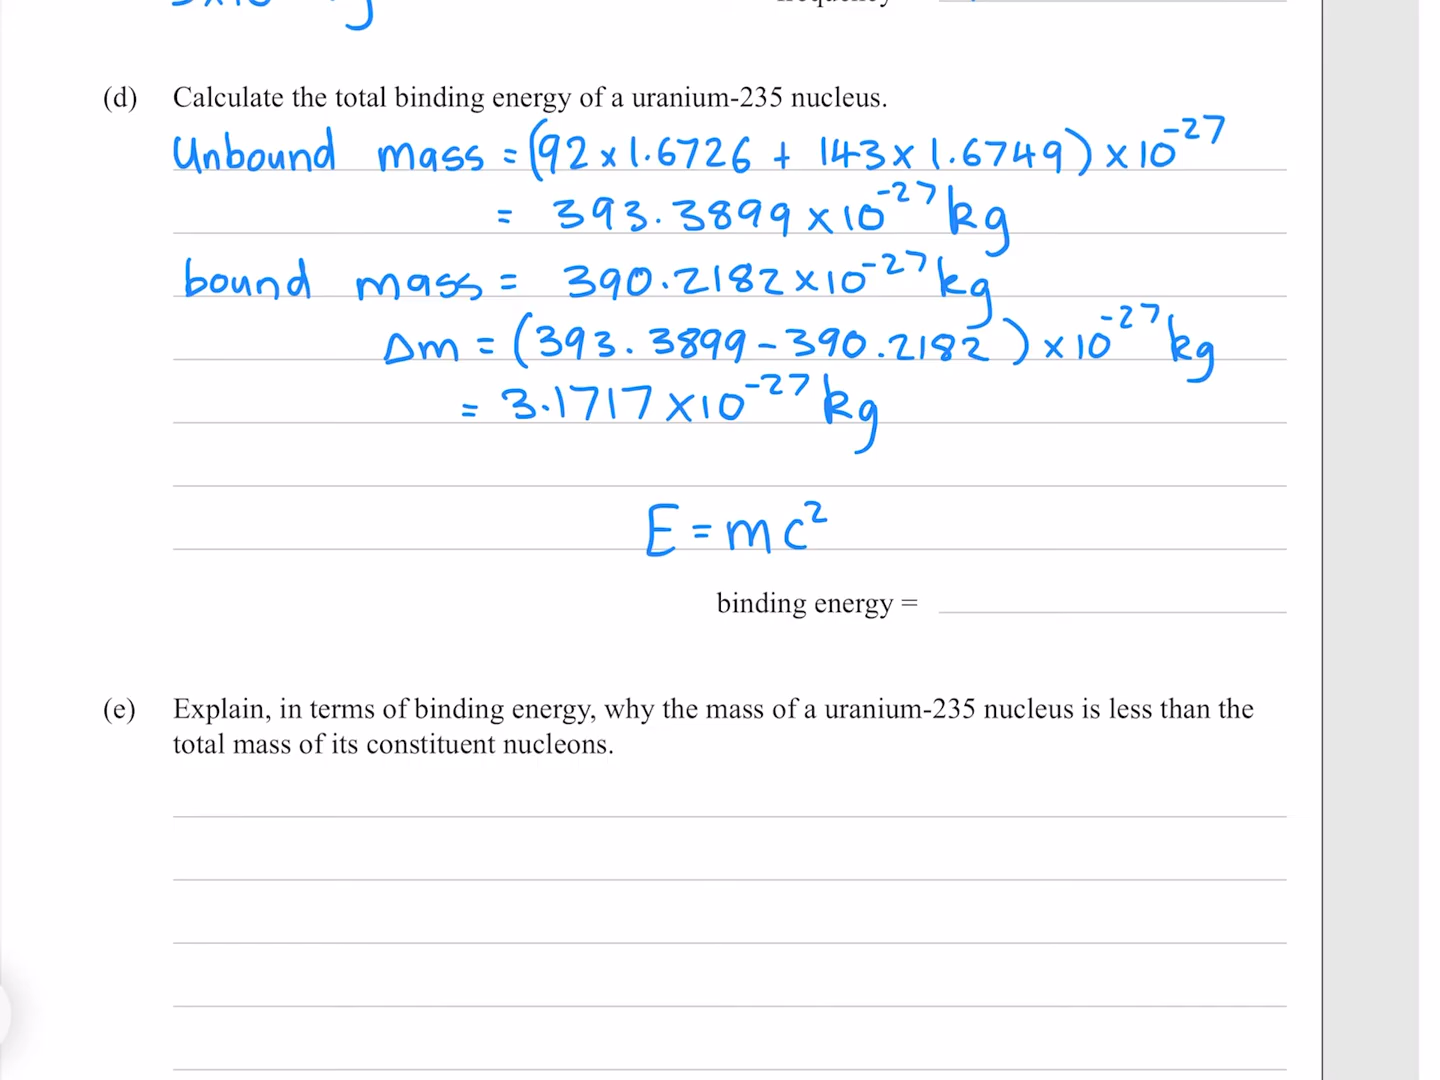 (d) Calculate the total binding energy of a uranium-235 nucleus.
Unbound mass = (92 x 1.6726 + 143 x 1.6749) x 10⁻²⁷
= 393.3899 x 10⁻²⁷ kg
bound mass = 390.2182 x 10⁻²⁷ kg
Δm = (393.3899 - 390.2182) x 10⁻²⁷ kg
= 3.1717 x 10⁻²⁷ kg
E = mc²
binding energy =
(e) Explain, in terms of binding energy, why the mass of a uranium-235 nucleus is less than the
total mass of its constituent nucleons.